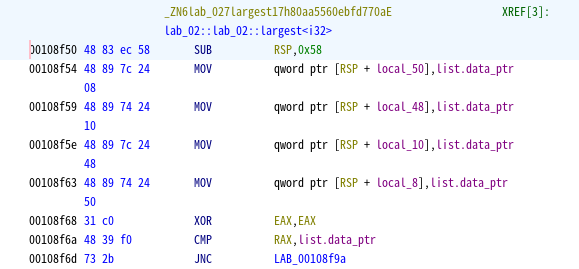 _ZN6lab_027largest17h80aa5560ebfd770aE XREF[3]:
lab_02::lab_02::largest<i32>
00108f50 48 83 ec 58 SUB RSP,0x58
00108f54 48 89 7c 24 MOV qword ptr [RSP + local_50],list.data_ptr
08
00108f59 48 89 74 24 MOV qword ptr [RSP + local_48],list.data_ptr
10
00108f5e 48 89 7c 24 MOV qword ptr [RSP + local_10],list.data_ptr
48
00108f63 48 89 74 24 MOV qword ptr [RSP + local_8],list.data_ptr
50
00108f68 31 c0 XOR EAX,EAX
00108f6a 48 39 f0 CMP RAX,list.data_ptr
00108f6d 73 2b JNC LAB_00108f9a